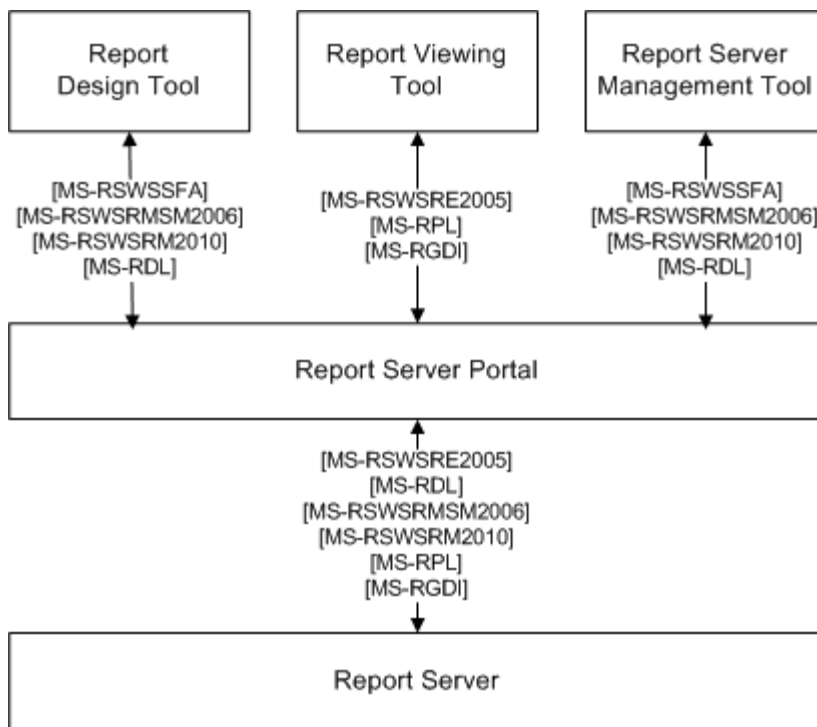 Report
Design Tool
Report Viewing
Tool
Report Server
Management Tool
[MS-RSWSSFA]
[MS-RSWSRMSM2006]
[MS-RSWSRM2010]
[MS-RDL]
[MS-RSWSRE2005]
[MS-RPL]
[MS-RGDI]
[MS-RSWSSFA]
[MS-RSWSRMSM2006]
[MS-RSWSRM2010]
[MS-RDL]
Report Server Portal
[MS-RSWSRE2005]
[MS-RDL]
[MS-RSWSRMSM2006]
[MS-RSWSRM2010]
[MS-RPL]
[MS-RGDI]
Report Server